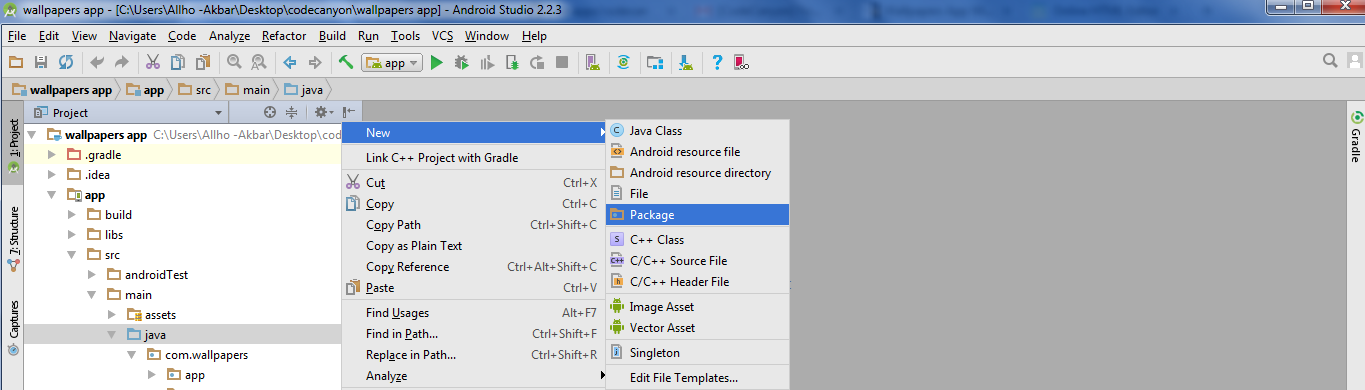 wallpapers app - [C:\Users\Allho -Akbar\Desktop\codecanyon\wallpapers app] - Android Studio 2.2.3
File Edit View Navigate Code Analyze Refactor Build Run Tools VCS Window Help
app
wallpapers app app src main java
Project
1: Project
7: Structure
Captures
wallpapers app C:\Users\Allho -Akbar\Desktop\cod
.gradle
.idea
app
build
libs
src
androidTest
main
assets
java
com.wallpapers
app
New
Link C++ Project with Gradle
Cut Ctrl+X
Copy Ctrl+C
Copy Path Ctrl+Shift+C
Copy as Plain Text
Copy Reference Ctrl+Alt+Shift+C
Paste Ctrl+V
Find Usages Alt+F7
Find in Path... Ctrl+Shift+F
Replace in Path... Ctrl+Shift+R
Analyze
Java Class
Android resource file
Android resource directory
File
Package
C++ Class
C/C++ Source File
C/C++ Header File
Image Asset
Vector Asset
Singleton
Edit File Templates...
Gradle